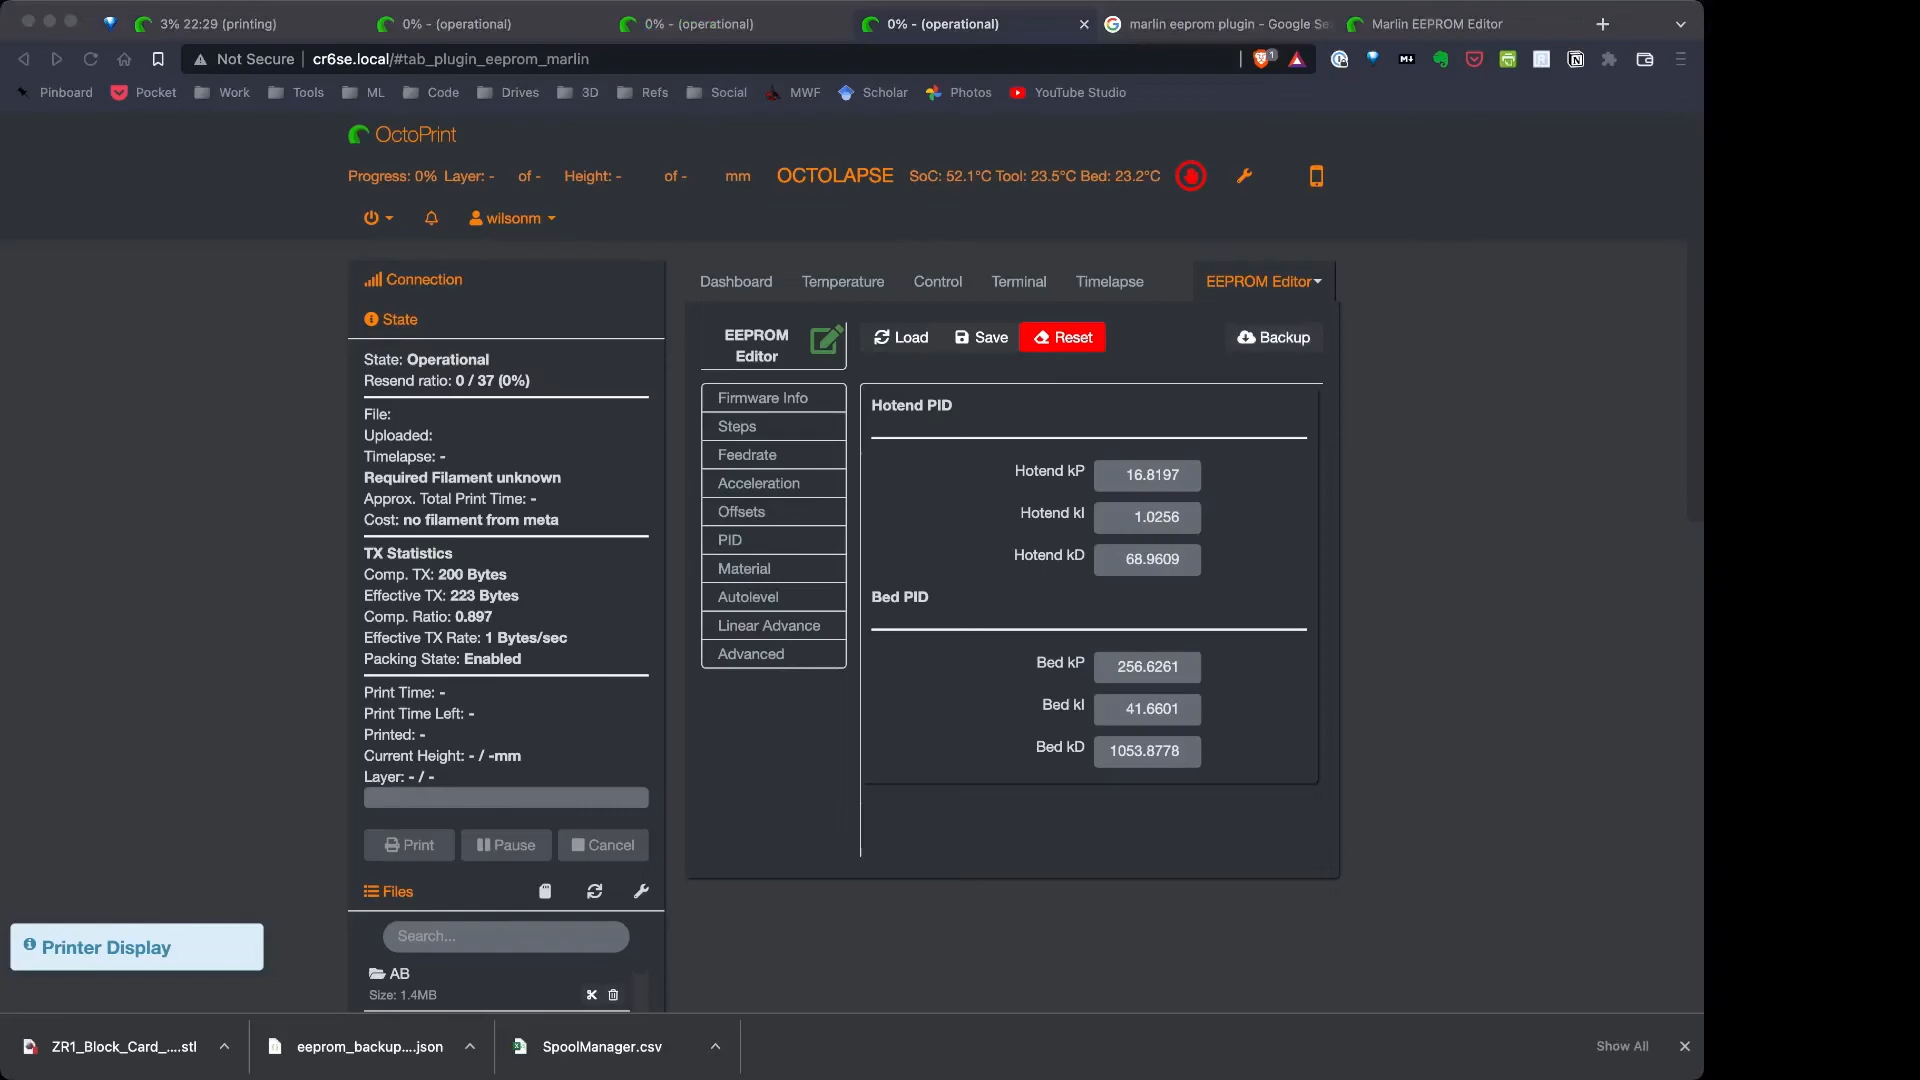 3% 22:29 (printing)
0% - (operational)
0% - (operational)
0% - (operational)
marlin eeprom plugin - Google Se
Marlin EEPROM Editor
Not Secure
cr6se.local/#tab_plugin_eeprom_marlin
Pinboard
Pocket
Work
Tools
ML
Code
Drives
3D
Refs
Social
MWF
Scholar
Photos
YouTube Studio
OctoPrint
Progress: 0% Layer: - of - Height: - of - mm
OCTOLAPSE
SoC: 52.1°C Tool: 23.5°C Bed: 23.2°C
wilsonm
Connection
State
State: Operational
Resend ratio: 0 / 37 (0%)
File:
Uploaded:
Timelapse: -
Required Filament unknown
Approx. Total Print Time: -
Cost: no filament from meta
TX Statistics
Comp. TX: 200 Bytes
Effective TX: 223 Bytes
Comp. Ratio: 0.897
Effective TX Rate: 1 Bytes/sec
Packing State: Enabled
Print Time: -
Print Time Left: -
Printed: -
Current Height: - / -mm
Layer: - / -
Print
Pause
Cancel
Files
Search...
AB
Size: 1.4MB
Dashboard
Temperature
Control
Terminal
Timelapse
EEPROM Editor
EEPROM
Editor
Load
Save
Reset
Backup
Firmware Info
Steps
Feedrate
Acceleration
Offsets
PID
Material
Autolevel
Linear Advance
Advanced
Hotend PID
Hotend kP 16.8197
Hotend kI 1.0256
Hotend kD 68.9609
Bed PID
Bed kP 256.6261
Bed kI 41.6601
Bed kD 1053.8778
Printer Display
ZR1_Block_Card_....stl
eeprom_backup....json
SpoolManager.csv
Show All